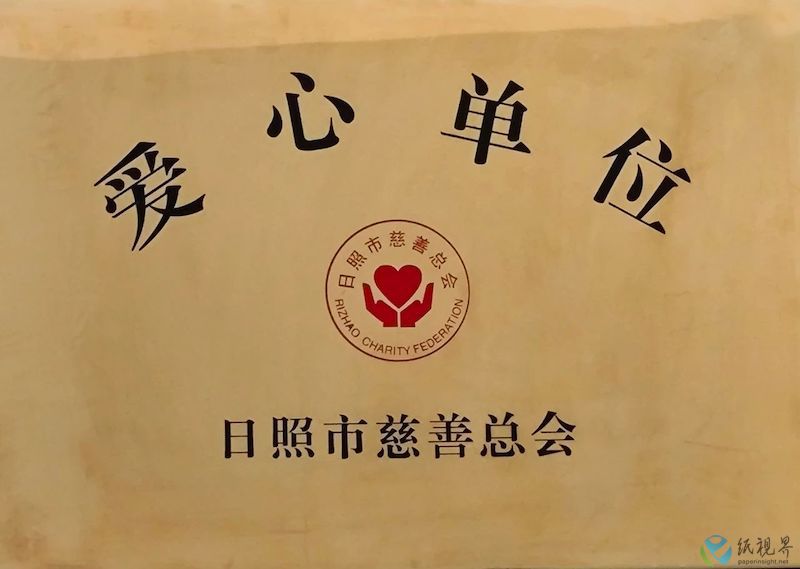 爱心单位
日照市慈善总会
RIZHAO CHARITY FEDERATION
日照市慈善总会
纸视界
paperinsight.net